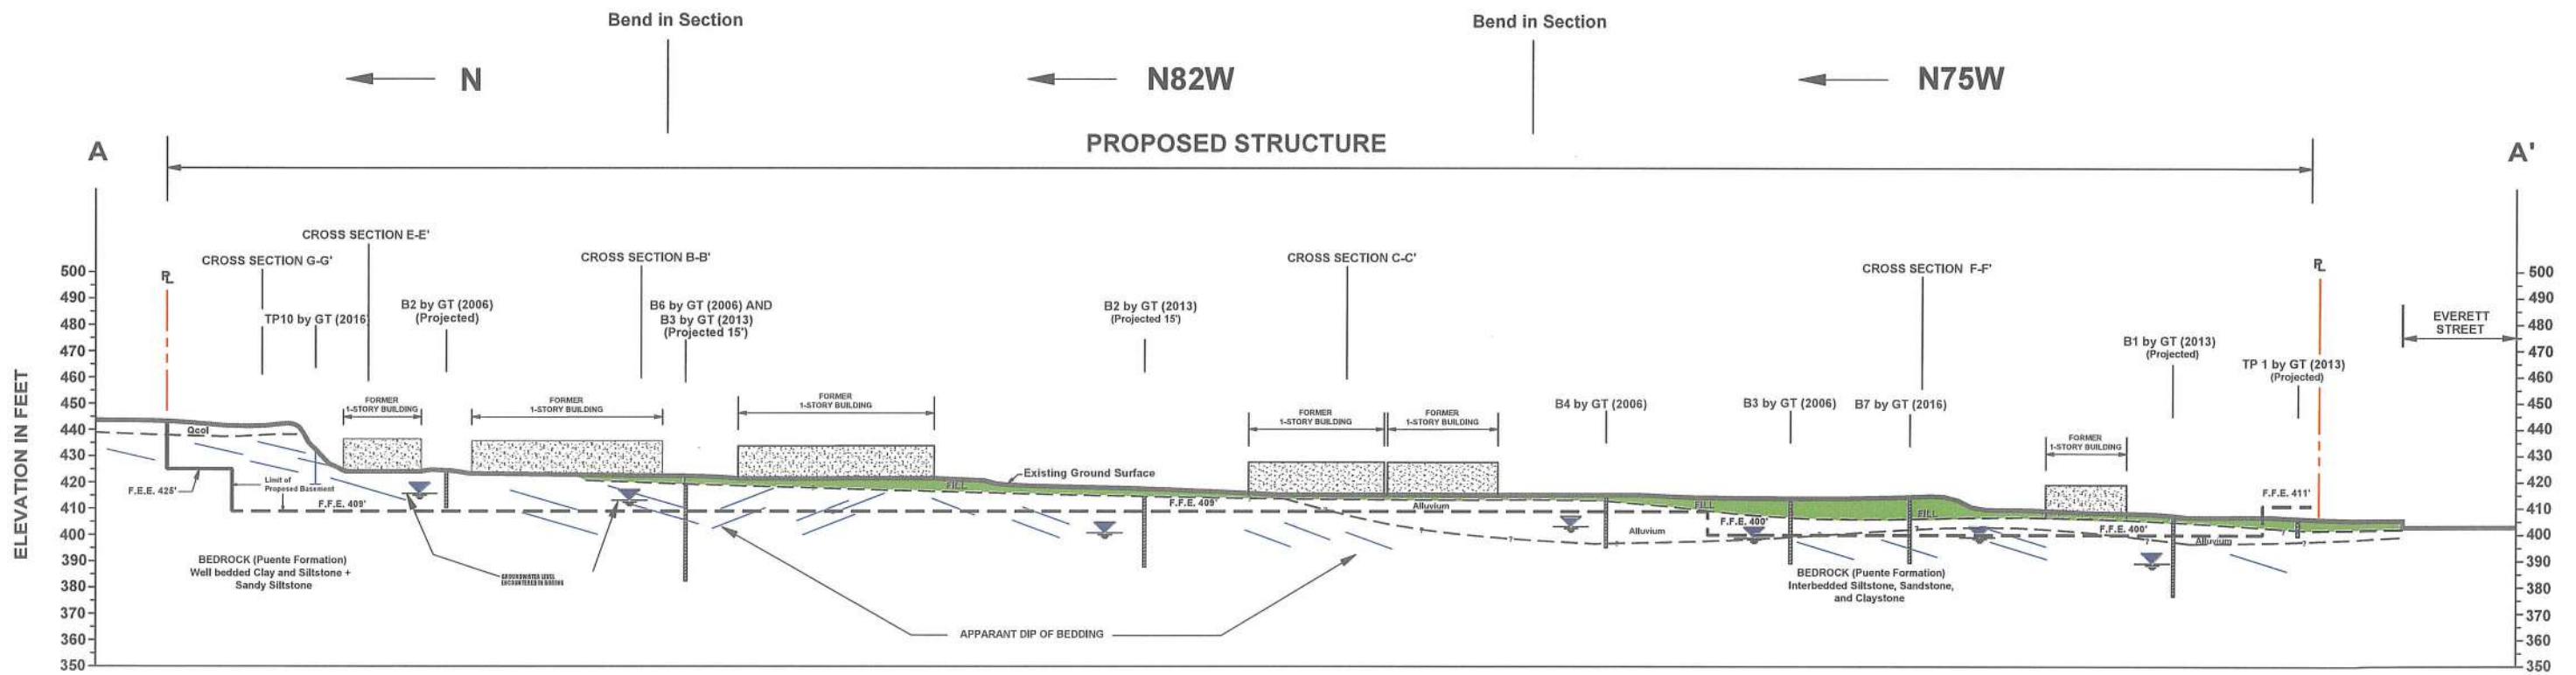 Bend in Section
Bend in Section
N
N82W
N75W
PROPOSED STRUCTURE
A
A'
CROSS SECTION E-E'
CROSS SECTION G-G'
CROSS SECTION B-B'
CROSS SECTION C-C'
CROSS SECTION F-F'
PL
PL
TP10 by GT (2016)
B2 by GT (2006)
(Projected)
B6 by GT (2006) AND
B3 by GT (2013)
(Projected 15')
B2 by GT (2013)
(Projected 15')
B4 by GT (2006)
B3 by GT (2006)
B7 by GT (2016)
B1 by GT (2013)
(Projected)
TP 1 by GT (2013)
(Projected)
EVERETT
STREET
ELEVATION IN FEET
500
490
480
470
460
450
440
430
420
410
400
390
380
370
360
350
500
490
480
470
460
450
440
430
420
410
400
390
380
370
360
350
FORMER
1-STORY BUILDING
FORMER
1-STORY BUILDING
FORMER
1-STORY BUILDING
FORMER
1-STORY BUILDING
FORMER
1-STORY BUILDING
FORMER
1-STORY BUILDING
Qcol
F.E.E. 425'
Limit of
Proposed Basement
F.F.E. 409'
FILL
Existing Ground Surface
F.F.E. 409'
Alluvium
Alluvium
FILL
F.F.E. 400'
FILL
F.F.E. 400'
Alluvium
F.F.E. 411'
?
?
?
?
?
?
BEDROCK (Puente Formation)
Well bedded Clay and Siltstone +
Sandy Siltstone
GROUNDWATER LEVEL
ENCOUNTERED IN BORING
APPARANT DIP OF BEDDING
BEDROCK (Puente Formation)
Interbedded Siltstone, Sandstone,
and Claystone